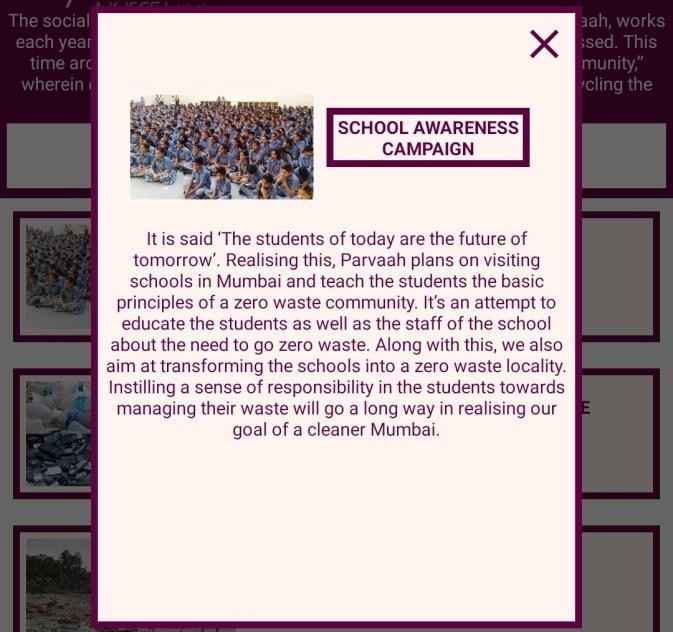 The social
aah, works
each year
ssed. This
time aro
munity,”
wherein
ycling the
SCHOOL AWARENESS
CAMPAIGN
It is said ‘The students of today are the future of
tomorrow’. Realising this, Parvaah plans on visiting
schools in Mumbai and teach the students the basic
principles of a zero waste community. It’s an attempt to
educate the students as well as the staff of the school
about the need to go zero waste. Along with this, we also
aim at transforming the schools into a zero waste locality.
Instilling a sense of responsibility in the students towards
managing their waste will go a long way in realising our
goal of a cleaner Mumbai.
E